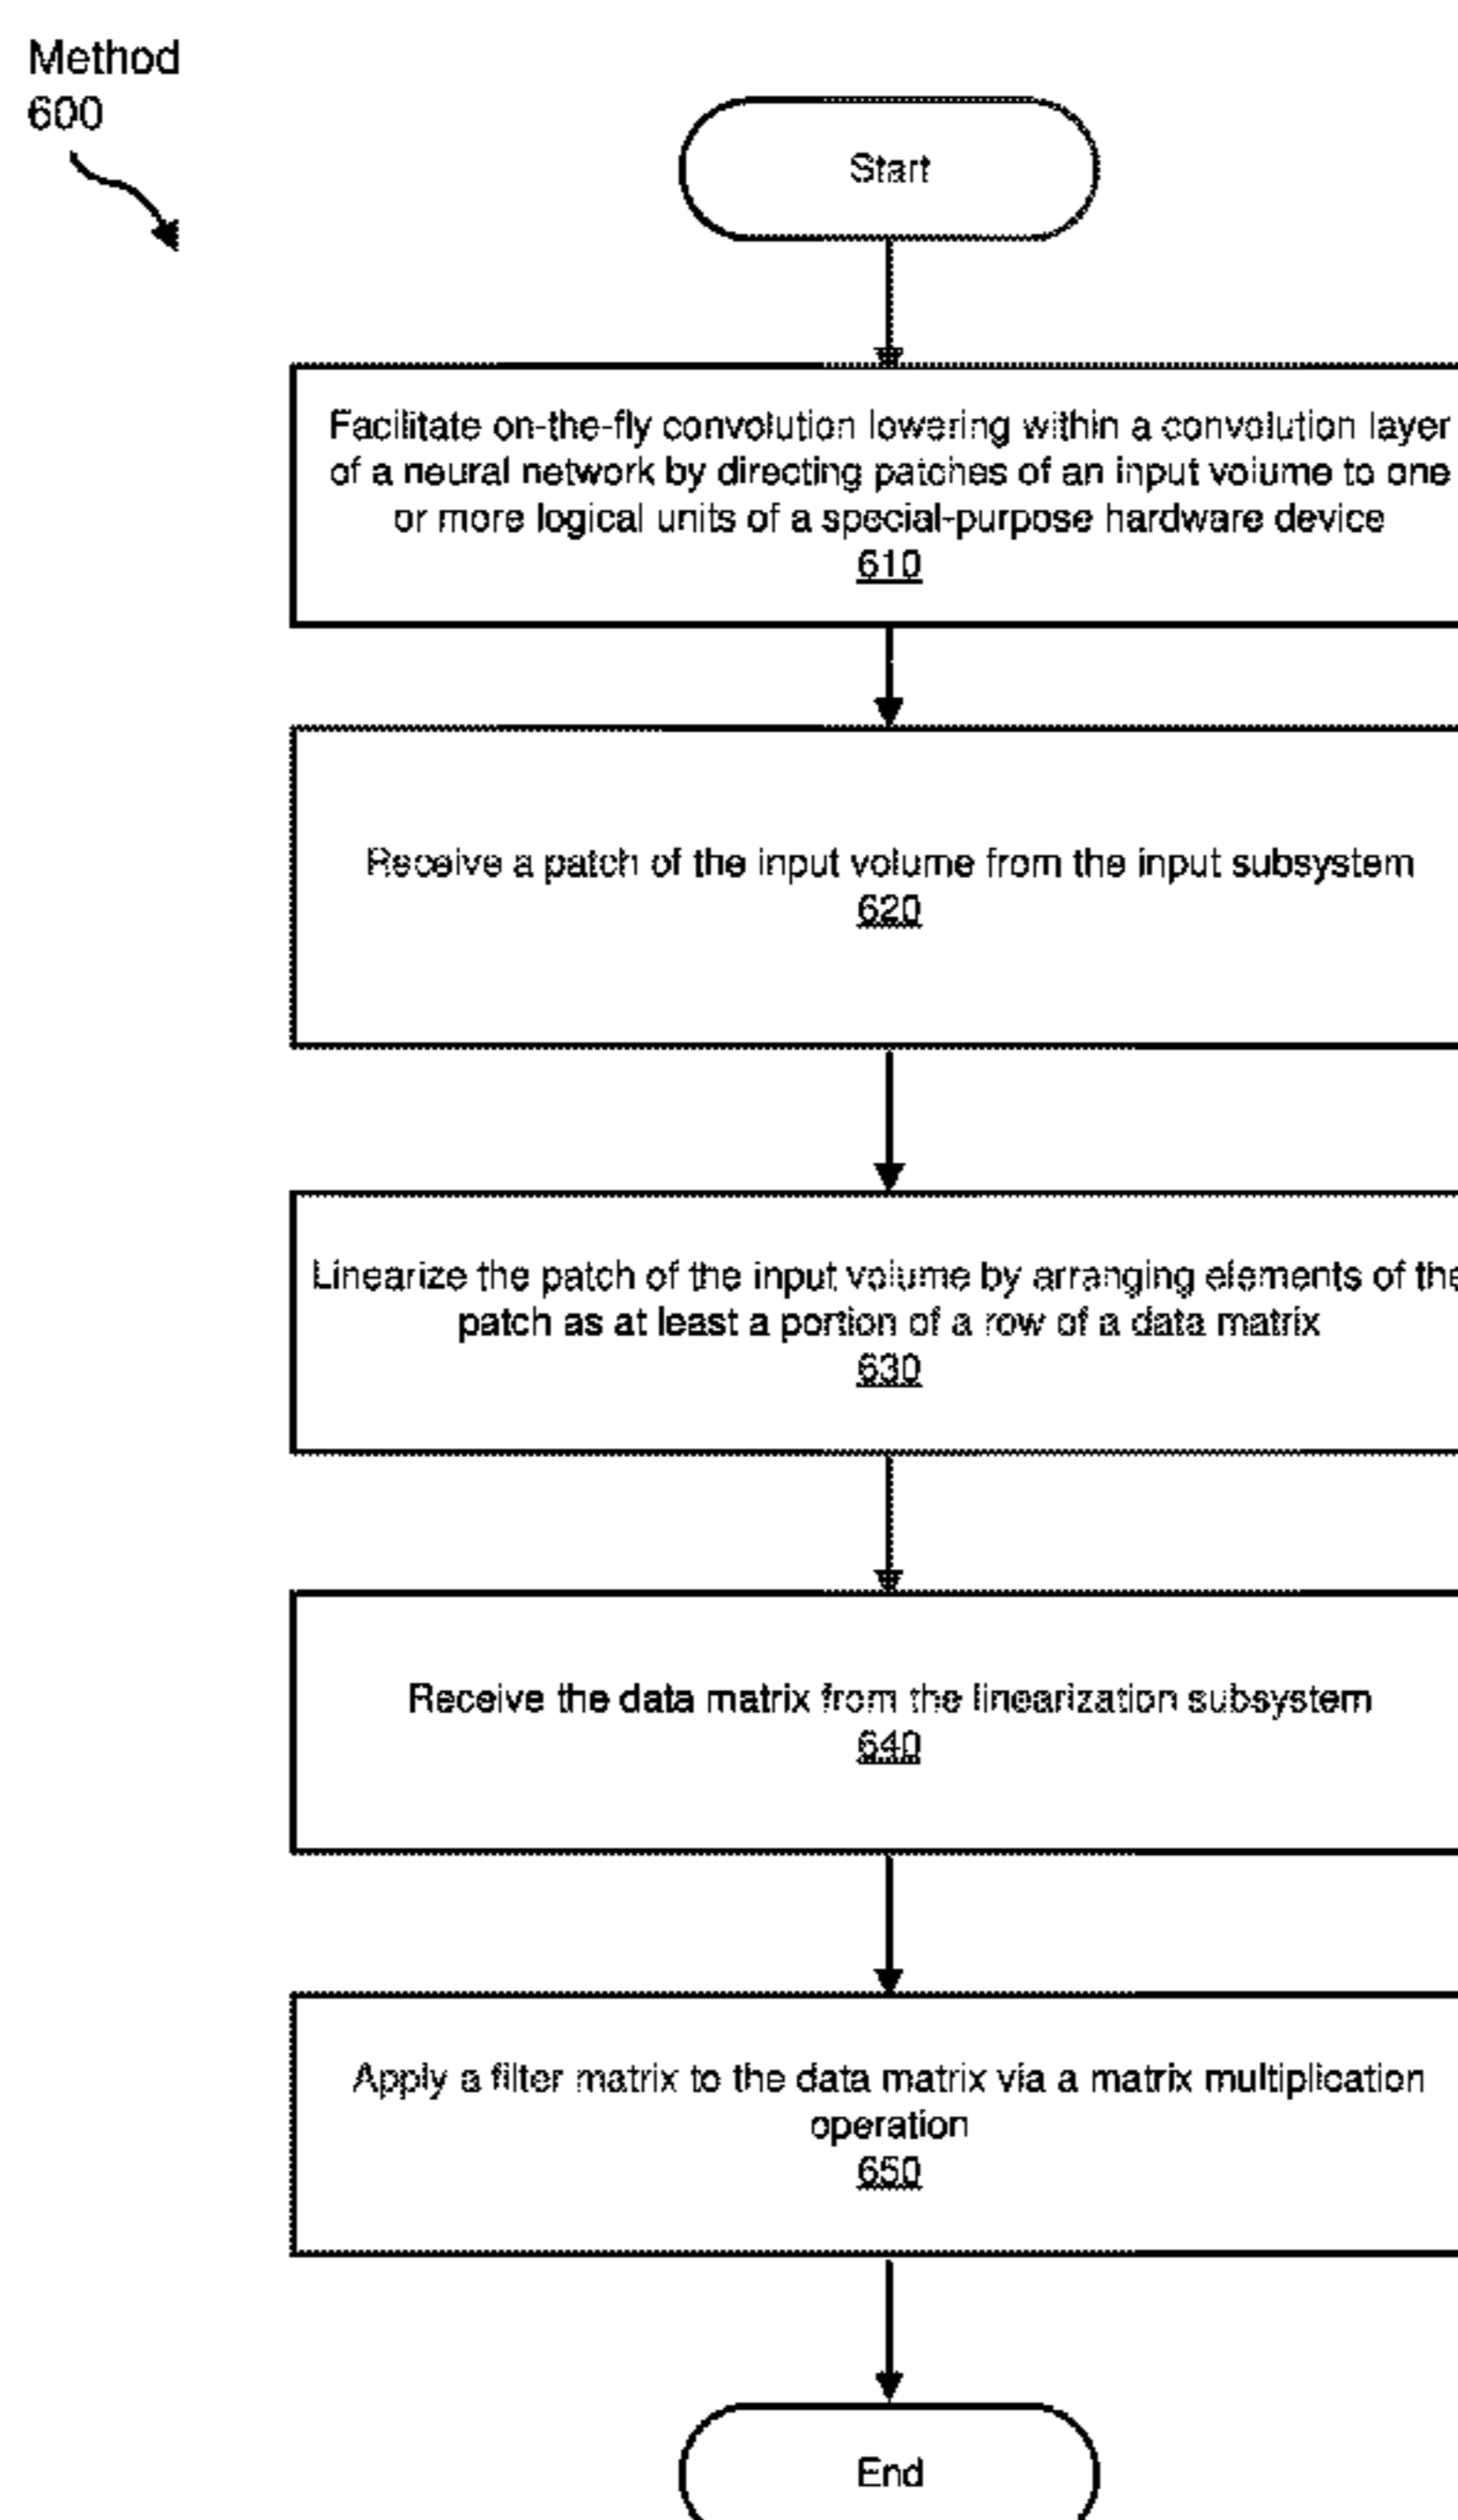 Method
600
Start
Facilitate on-the-fly convolution lowering within a convolution layer
of a neural network by directing patches of an input volume to one
or more logical units of a special-purpose hardware device
610
Receive a patch of the input volume from the input subsystem
620
Linearize the patch of the input volume by arranging elements of the
patch as at least a portion of a row of a data matrix
630
Receive the data matrix from the linearization subsystem
640
Apply a filter matrix to the data matrix via a matrix multiplication
operation
650
End